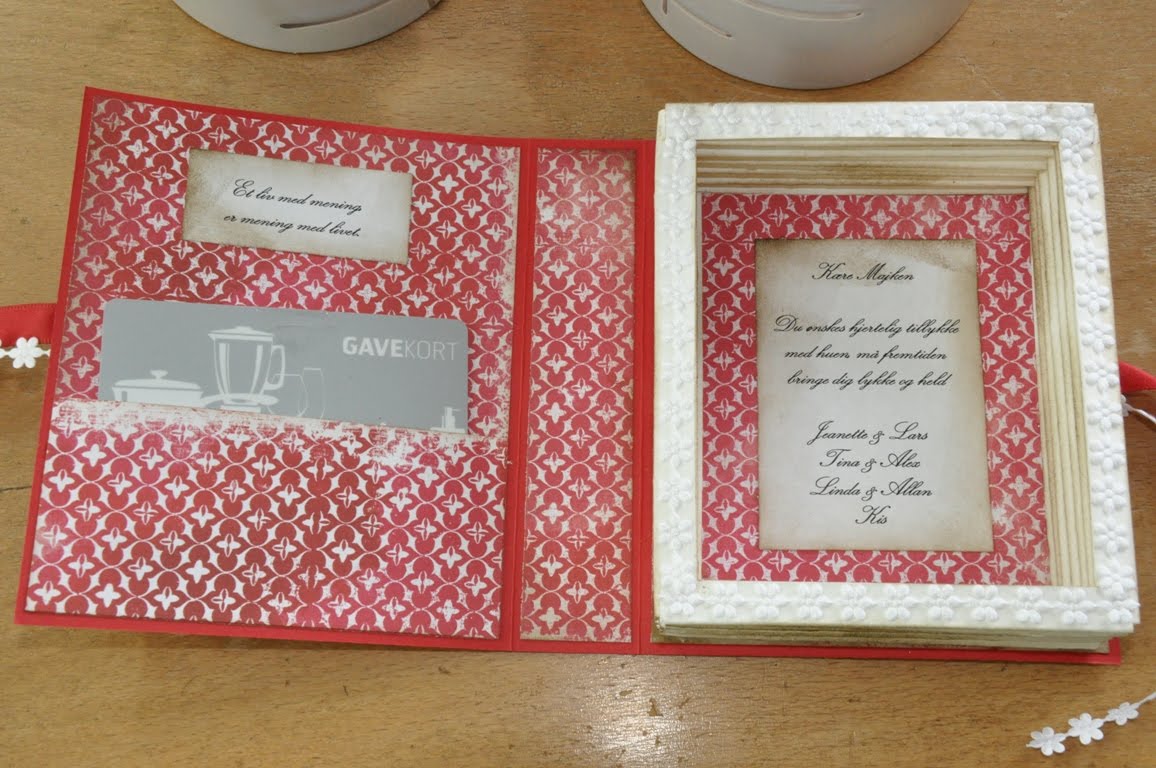 Et liv med mening
er mening med livet.
GAVEKORT
Kære Majken
Du ønskes hjertelig tillykke
med huen, må fremtiden
bringe dig lykke og held
Jeanette & Lars
Tina & Alex
Linda & Allan
Kis